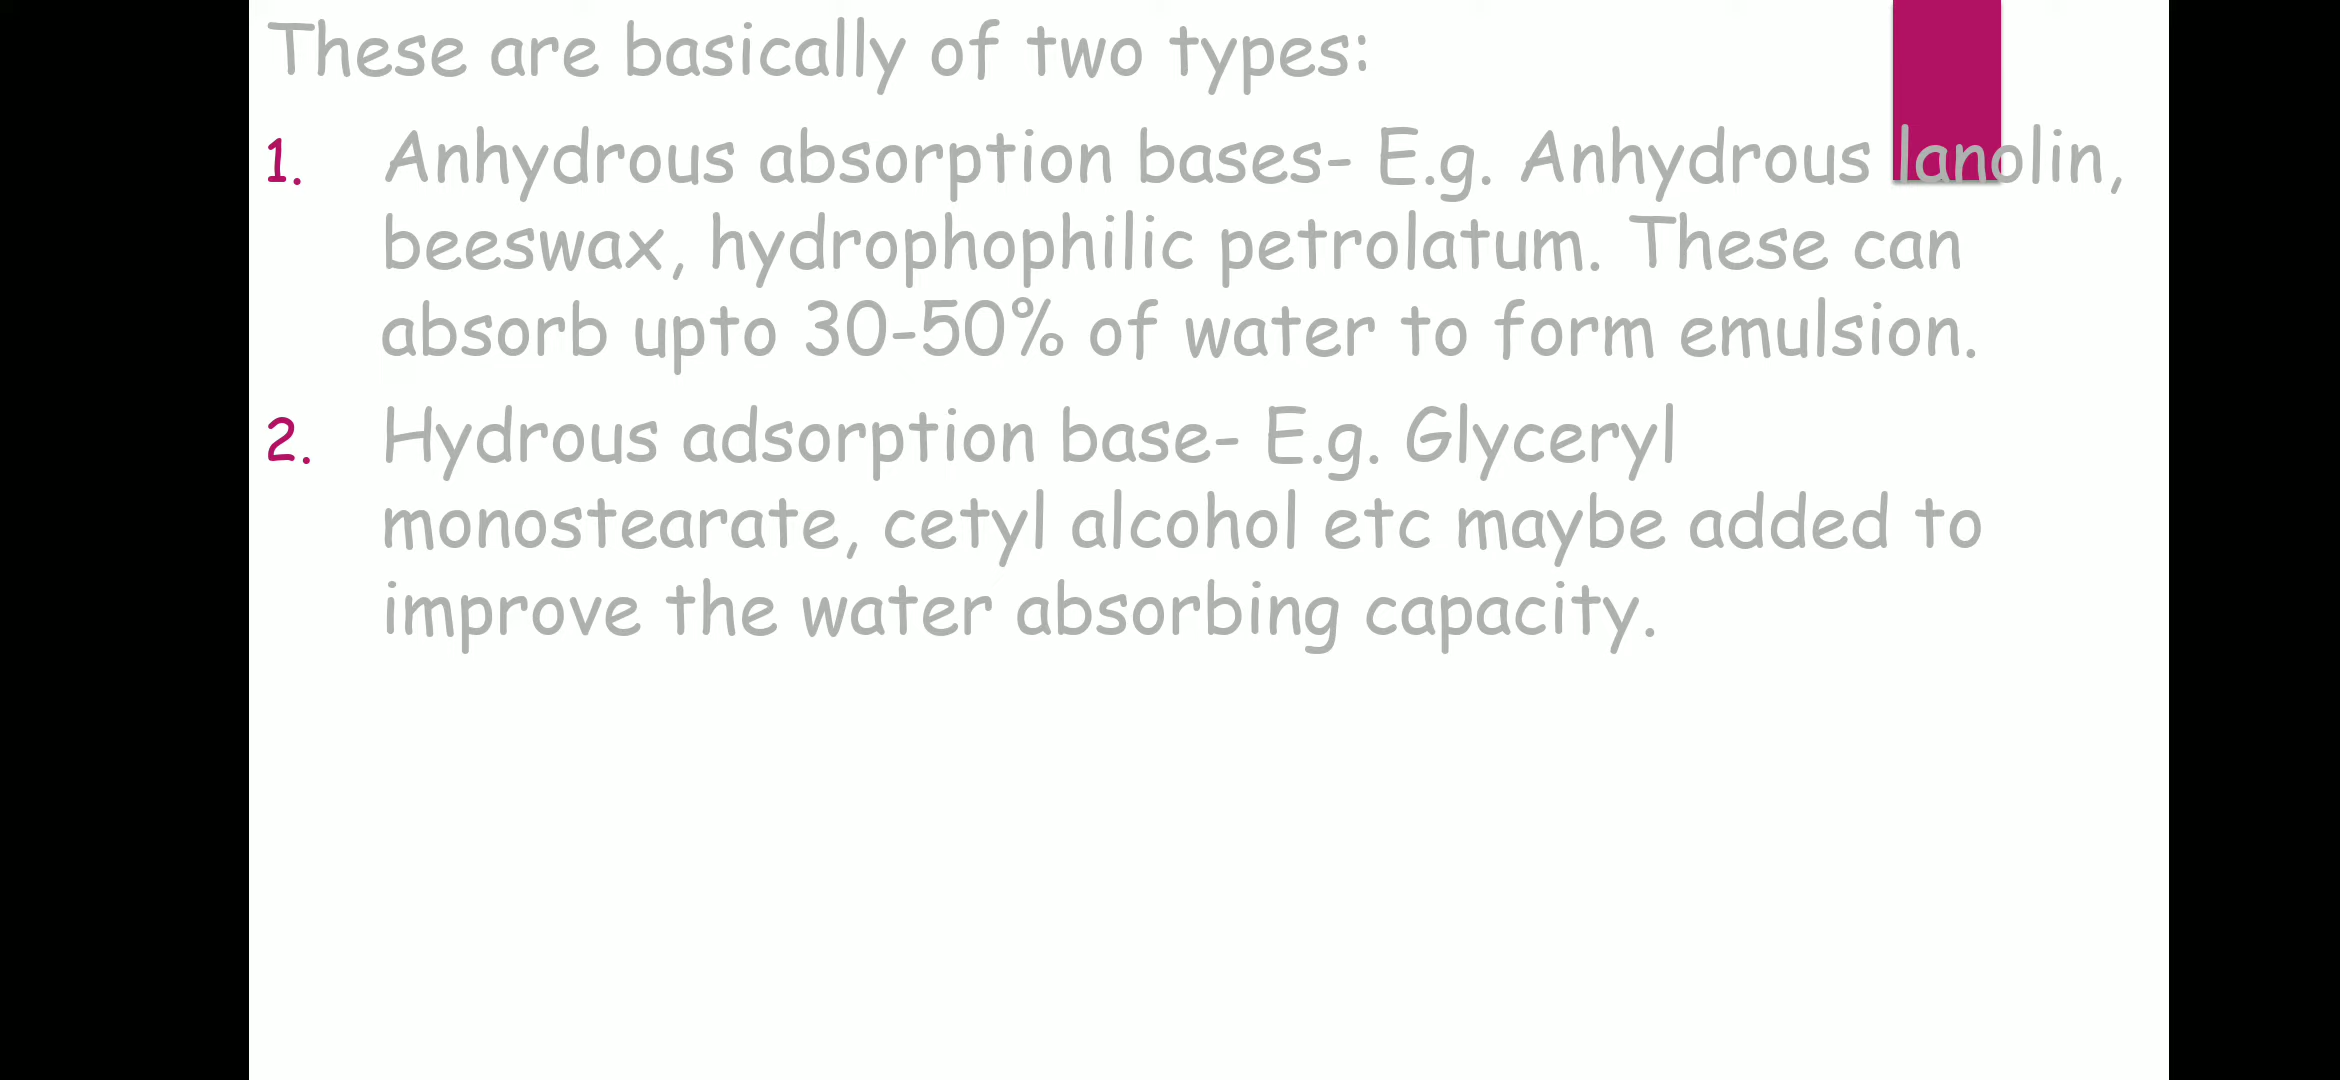 These are basically of two types:
1. Anhydrous absorption bases- E.g. Anhydrous lanolin,
beeswax, hydrophophilic petrolatum. These can
absorb upto 30-50% of water to form emulsion.
2. Hydrous adsorption base- E.g. Glyceryl
monostearate, cetyl alcohol etc maybe added to
improve the water absorbing capacity.